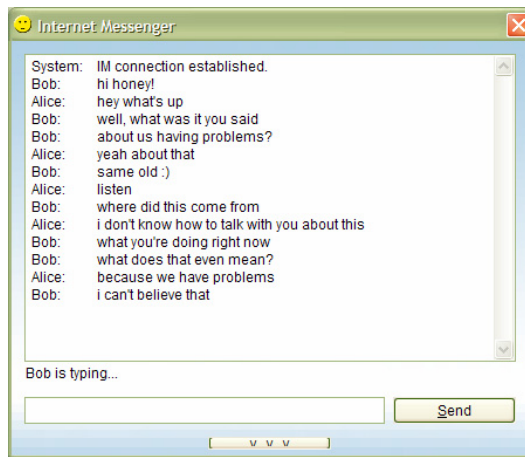 Internet Messenger
System: IM connection established.
Bob: hi honey!
Alice: hey what's up
Bob: well, what was it you said
Bob: about us having problems?
Alice: yeah about that
Bob: same old :)
Alice: listen
Bob: where did this come from
Alice: i don't know how to talk with you about this
Bob: what you're doing right now
Bob: what does that even mean?
Alice: because we have problems
Bob: i can't believe that
Bob is typing...
Send
v v v